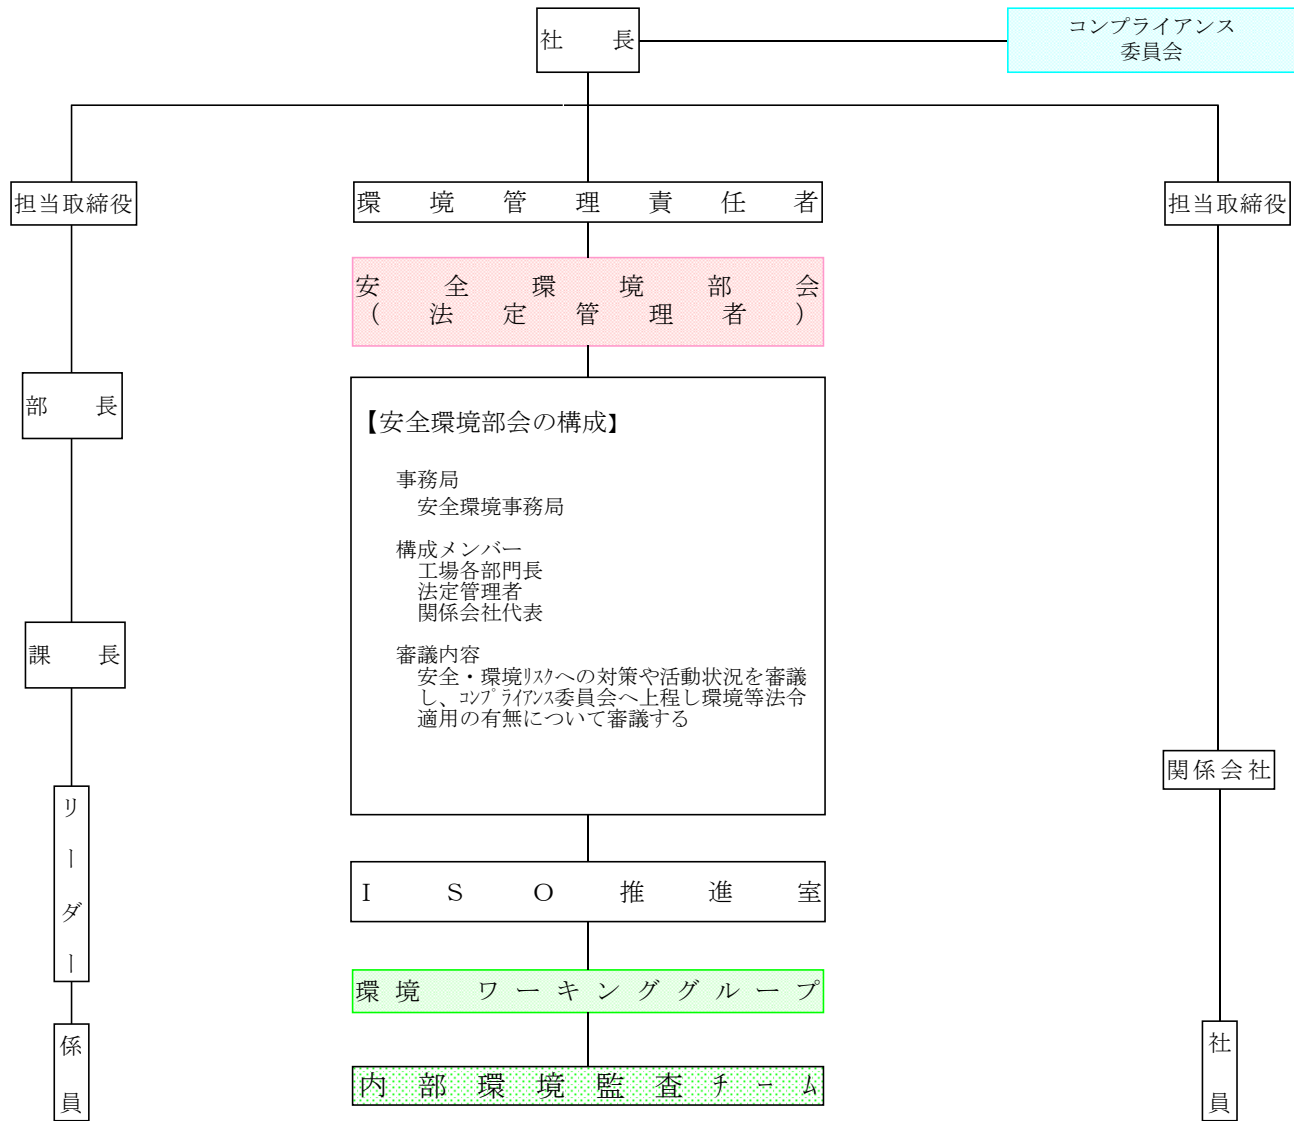 社長
コンプライアンス
委員会
担当取締役
環境管理責任者
担当取締役
安全環境部会
(法定管理者)
部長
【安全環境部会の構成】
事務局
安全環境事務局
構成メンバー
工場各部門長
法定管理者
関係会社代表
審議内容
安全・環境ﾘｽｸへの対策や活動状況を審議
し、ｺﾝﾌﾟﾗｲｱﾝｽ委員会へ上程し環境等法令
適用の有無について審議する
課長
関係会社
リーダー
ISO推進室
環境 ワーキンググループ
係員
社員
内部環境監査チーム